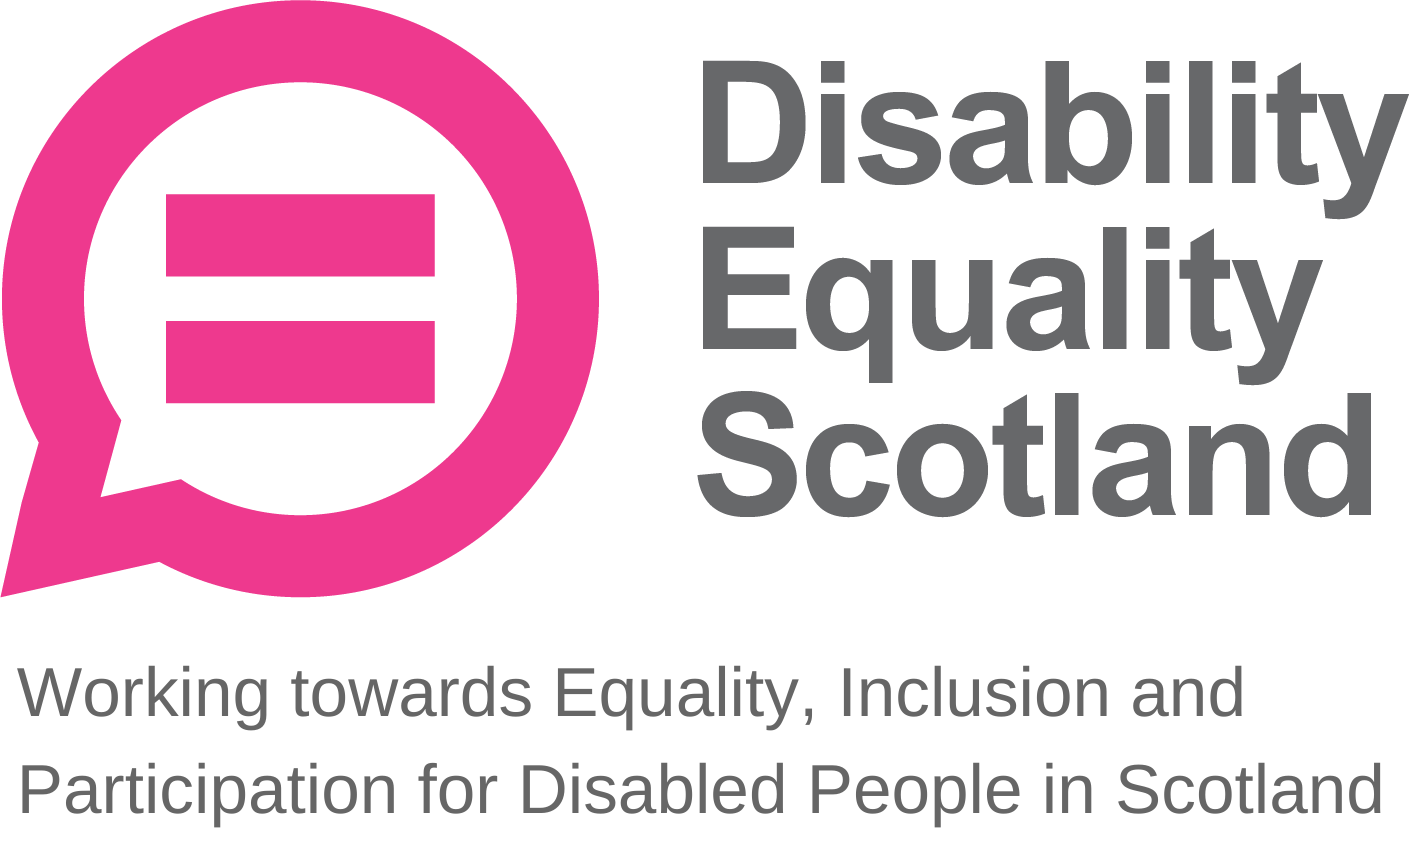 Disability
Equality
Scotland
Working towards Equality, Inclusion and
Participation for Disabled People in Scotland